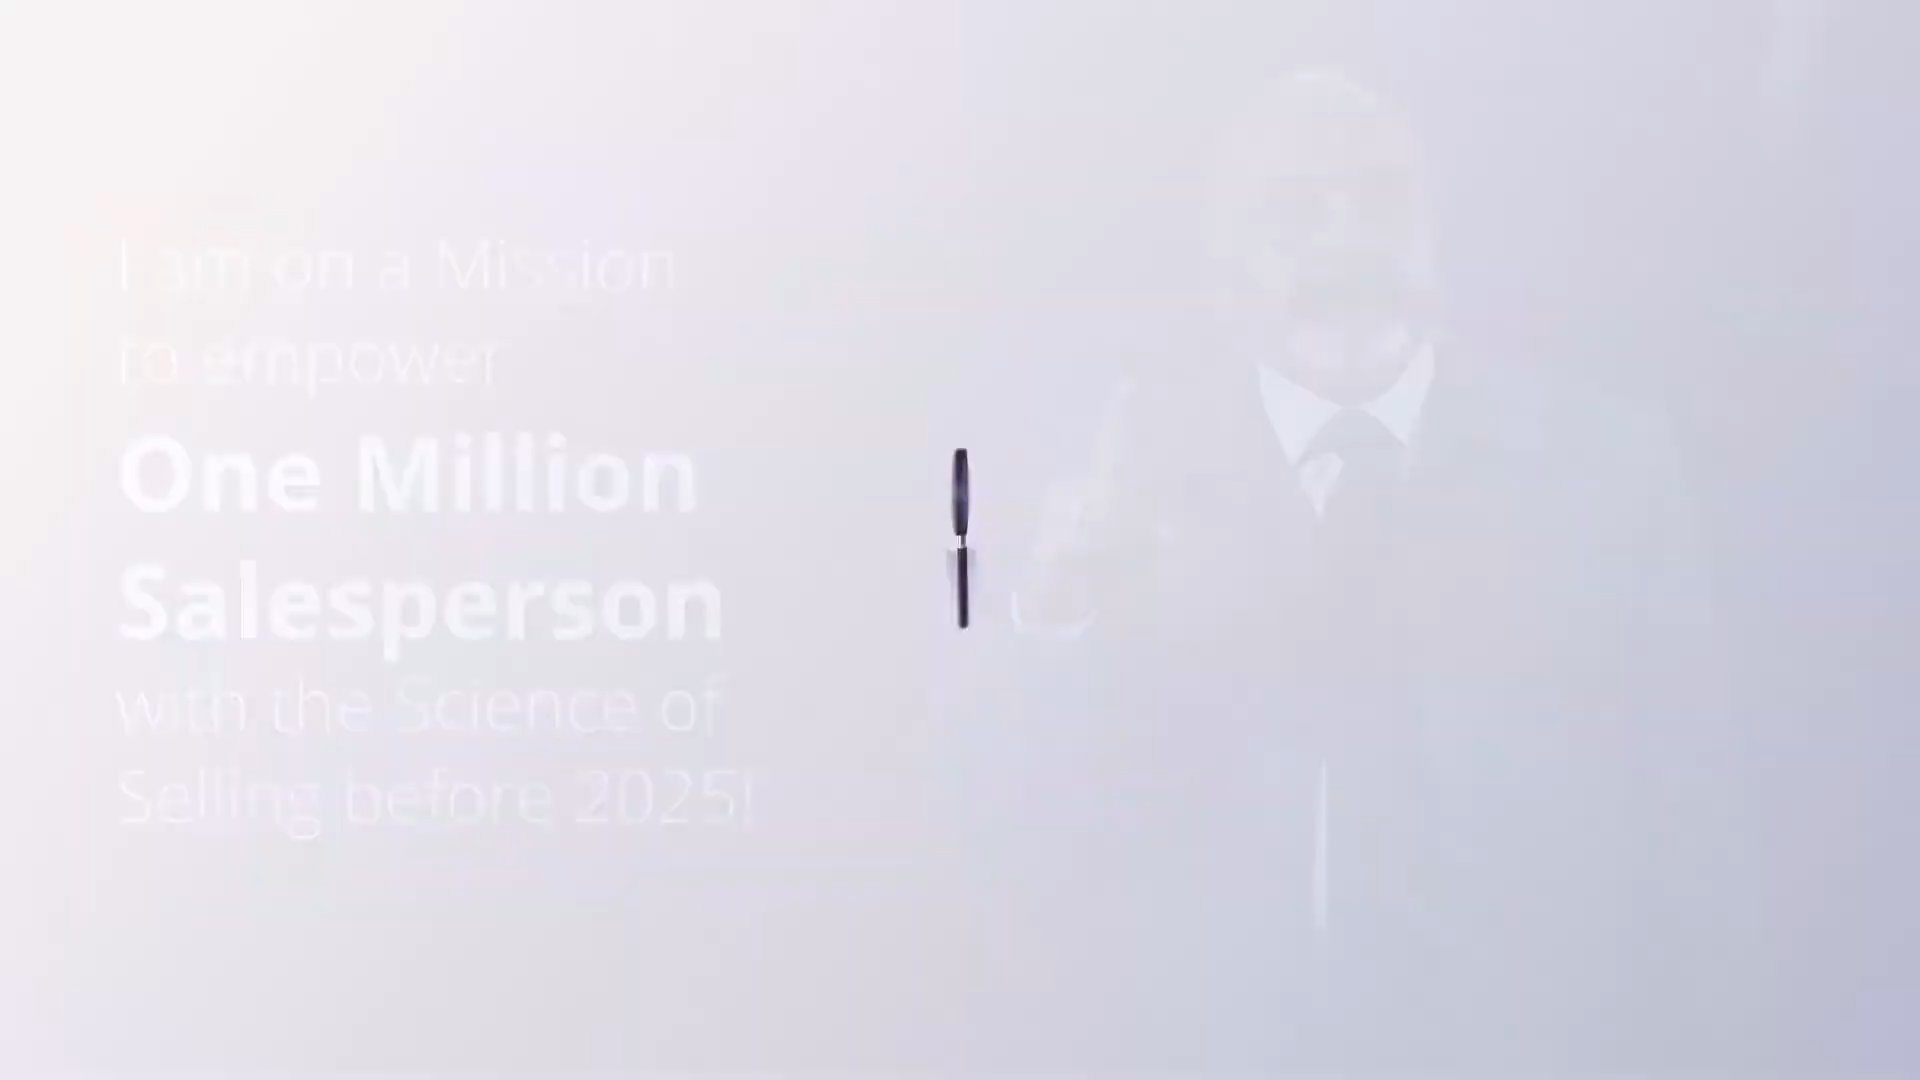 I am on a Mission
to empower
One Million
Salesperson
with the Science of
Selling before 2025!